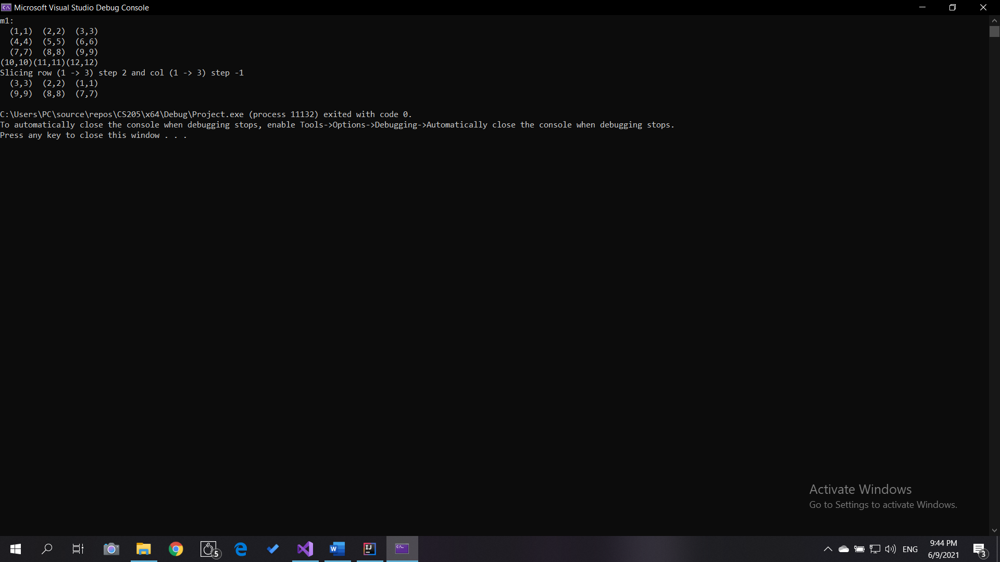 Microsoft Visual Studio Debug Console
m1:
(1,1) (2,2) (3,3)
(4,4) (5,5) (6,6)
(7,7) (8,8) (9,9)
(10,10)(11,11)(12,12)
Slicing row (1 -> 3) step 2 and col (1 -> 3) step -1
(3,3) (2,2) (1,1)
(9,9) (8,8) (7,7)
C:\Users\PC\source\repos\CS205\x64\Debug\Project.exe (process 11132) exited with code 0.
To automatically close the console when debugging stops, enable Tools->Options->Debugging->Automatically close the console when debugging stops.
Press any key to close this window . . .
Activate Windows
Go to Settings to activate Windows.
5
W
IJ
ENG
9:44 PM
6/9/2021
3